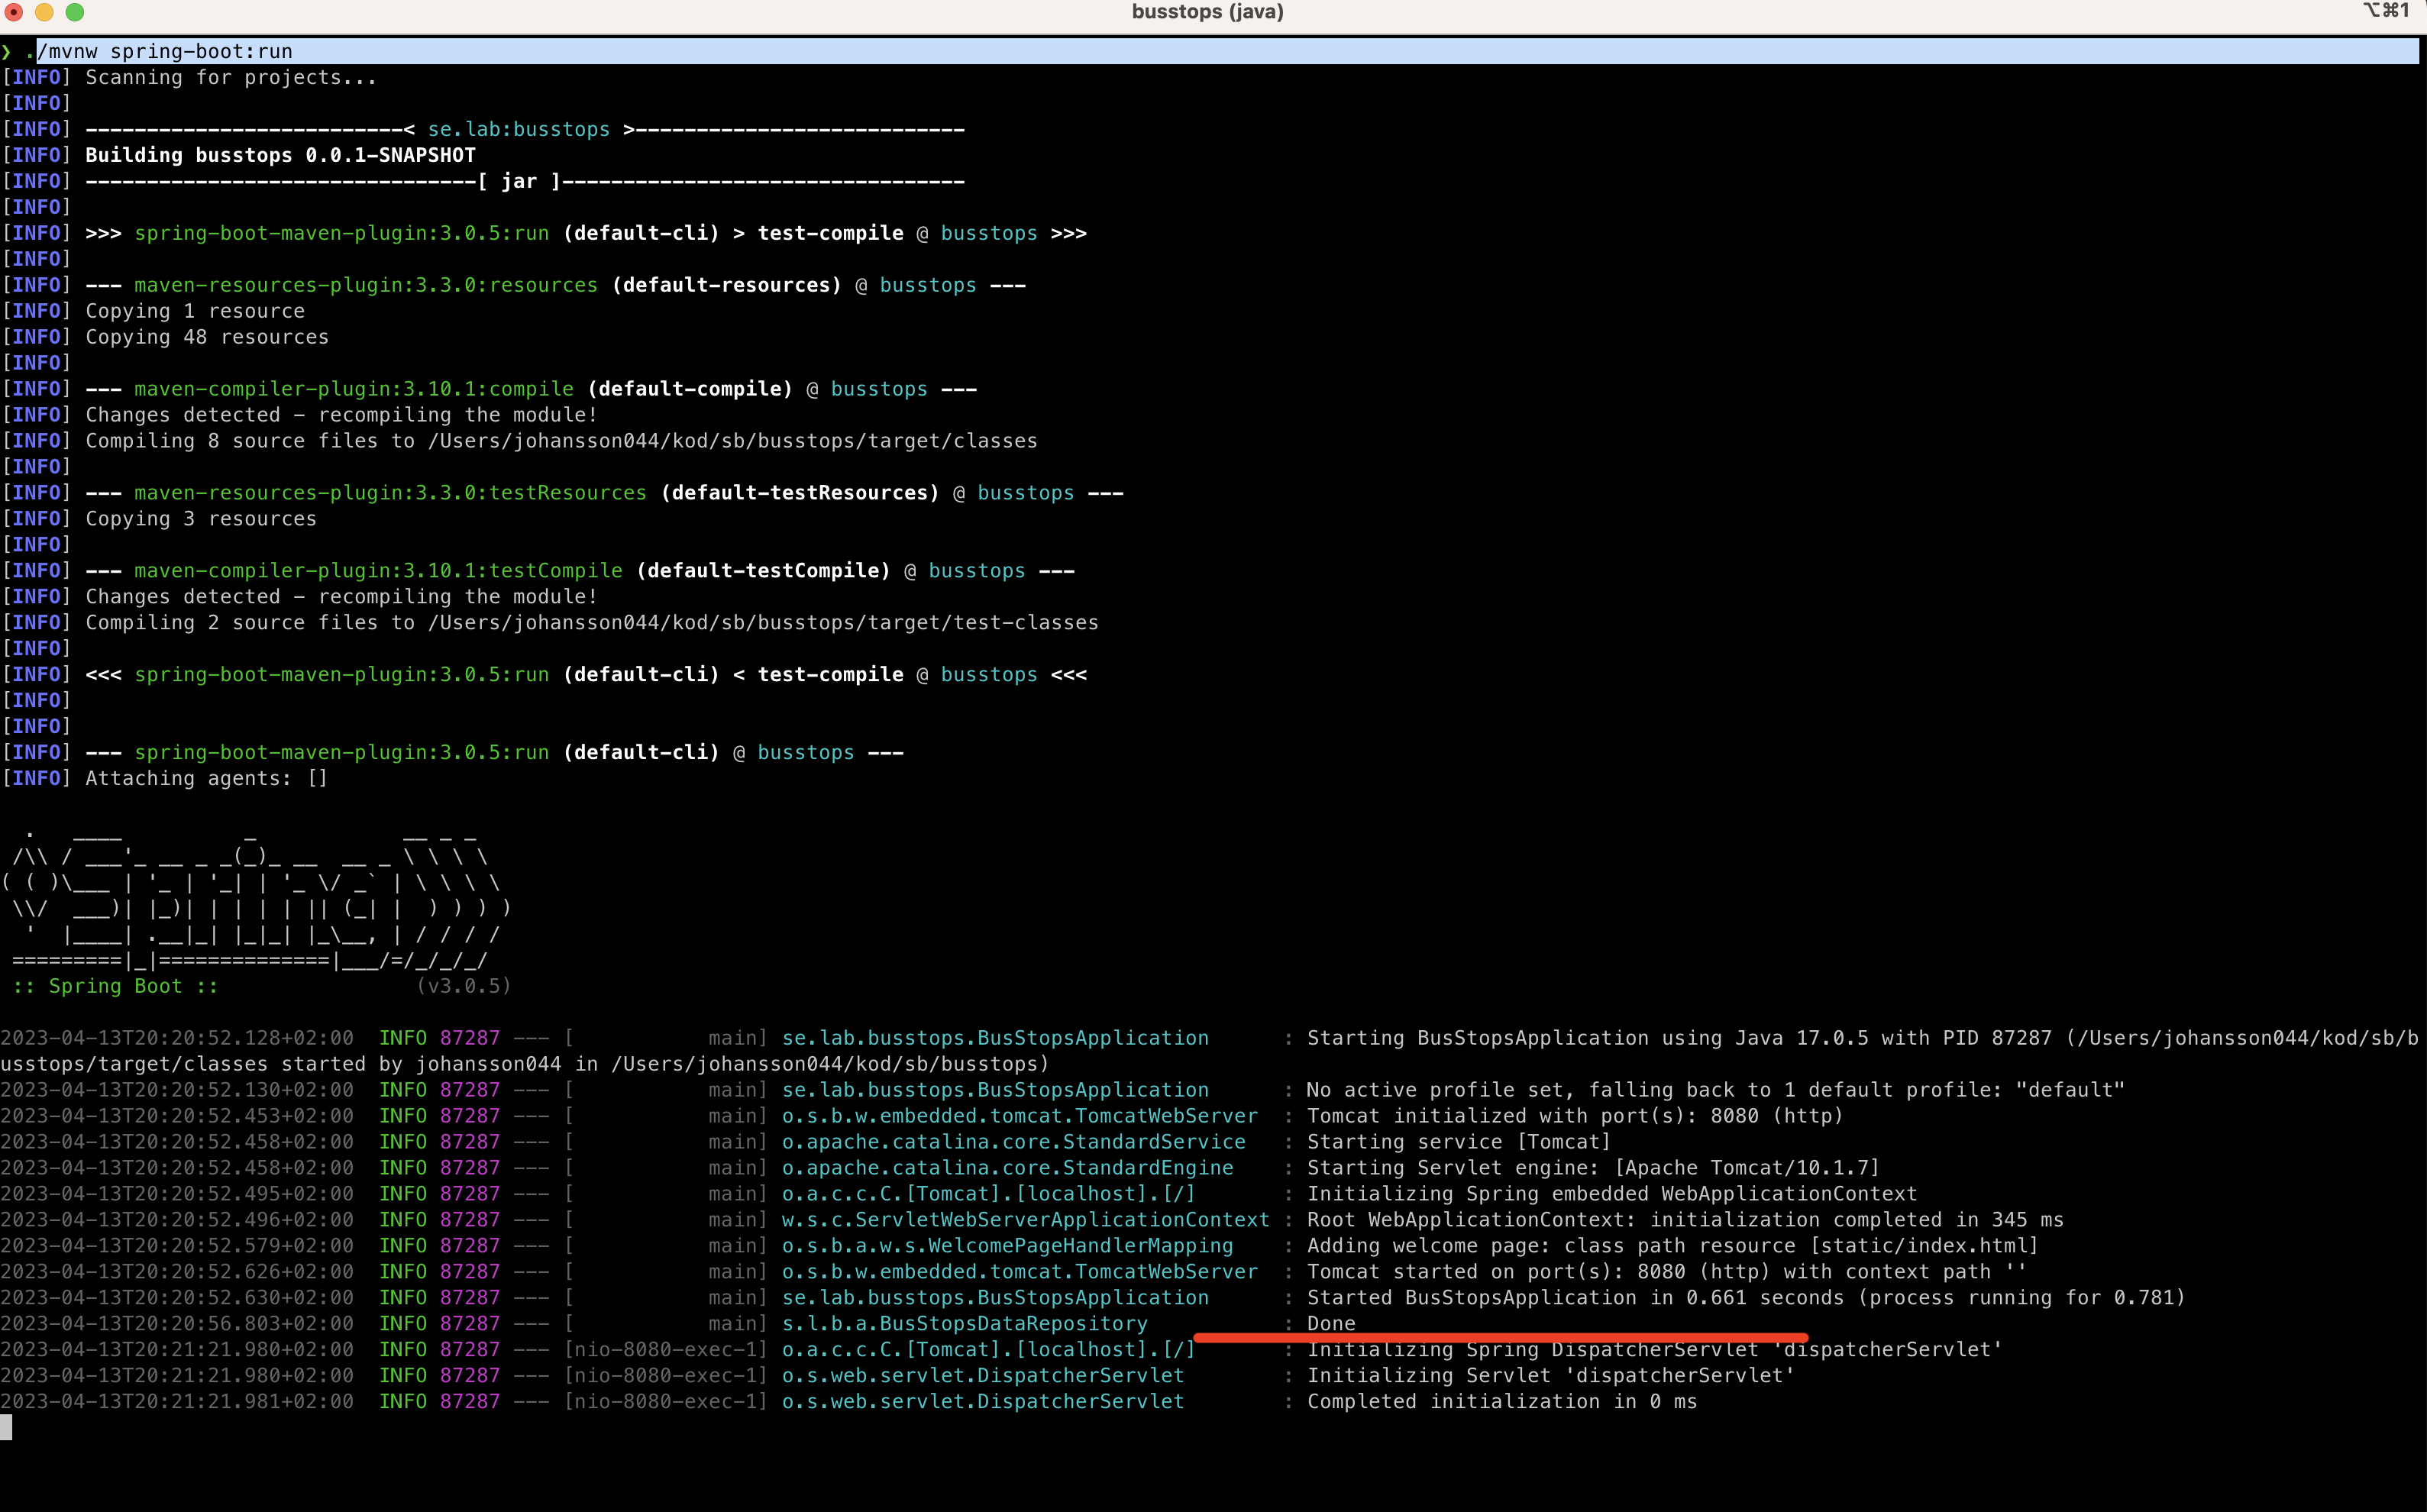 busstops (java)
⌥⌘1
❯ ./mvnw spring-boot:run
[INFO] Scanning for projects...
[INFO]
[INFO] --------------------------< se.lab:busstops >---------------------------
[INFO] Building busstops 0.0.1-SNAPSHOT
[INFO] --------------------------------[ jar ]---------------------------------
[INFO]
[INFO] >>> spring-boot-maven-plugin:3.0.5:run (default-cli) > test-compile @ busstops >>>
[INFO]
[INFO] --- maven-resources-plugin:3.3.0:resources (default-resources) @ busstops ---
[INFO] Copying 1 resource
[INFO] Copying 48 resources
[INFO]
[INFO] --- maven-compiler-plugin:3.10.1:compile (default-compile) @ busstops ---
[INFO] Changes detected - recompiling the module!
[INFO] Compiling 8 source files to /Users/johansson044/kod/sb/busstops/target/classes
[INFO]
[INFO] --- maven-resources-plugin:3.3.0:testResources (default-testResources) @ busstops ---
[INFO] Copying 3 resources
[INFO]
[INFO] --- maven-compiler-plugin:3.10.1:testCompile (default-testCompile) @ busstops ---
[INFO] Changes detected - recompiling the module!
[INFO] Compiling 2 source files to /Users/johansson044/kod/sb/busstops/target/test-classes
[INFO]
[INFO] <<< spring-boot-maven-plugin:3.0.5:run (default-cli) < test-compile @ busstops <<<
[INFO]
[INFO]
[INFO] --- spring-boot-maven-plugin:3.0.5:run (default-cli) @ busstops ---
[INFO] Attaching agents: []
  .   ____          _            __ _ _
 /\\ / ___'_ __ _ _(_)_ __  __ _ \ \ \ \
( ( )\___ | '_ | '_| | '_ \/ _` | \ \ \ \
 \\/  ___)| |_)| | | | | || (_| |  ) ) ) )
  '  |____| .__|_| |_|_| |_\__, | / / / /
 =========|_|==============|___/=/_/_/_/
 :: Spring Boot ::                (v3.0.5)
2023-04-13T20:20:52.128+02:00  INFO 87287 --- [           main] se.lab.busstops.BusStopsApplication      : Starting BusStopsApplication using Java 17.0.5 with PID 87287 (/Users/johansson044/kod/sb/b
usstops/target/classes started by johansson044 in /Users/johansson044/kod/sb/busstops)
2023-04-13T20:20:52.130+02:00  INFO 87287 --- [           main] se.lab.busstops.BusStopsApplication      : No active profile set, falling back to 1 default profile: "default"
2023-04-13T20:20:52.453+02:00  INFO 87287 --- [           main] o.s.b.w.embedded.tomcat.TomcatWebServer  : Tomcat initialized with port(s): 8080 (http)
2023-04-13T20:20:52.458+02:00  INFO 87287 --- [           main] o.apache.catalina.core.StandardService   : Starting service [Tomcat]
2023-04-13T20:20:52.458+02:00  INFO 87287 --- [           main] o.apache.catalina.core.StandardEngine    : Starting Servlet engine: [Apache Tomcat/10.1.7]
2023-04-13T20:20:52.495+02:00  INFO 87287 --- [           main] o.a.c.c.C.[Tomcat].[localhost].[/]       : Initializing Spring embedded WebApplicationContext
2023-04-13T20:20:52.496+02:00  INFO 87287 --- [           main] w.s.c.ServletWebServerApplicationContext : Root WebApplicationContext: initialization completed in 345 ms
2023-04-13T20:20:52.579+02:00  INFO 87287 --- [           main] o.s.b.a.w.s.WelcomePageHandlerMapping    : Adding welcome page: class path resource [static/index.html]
2023-04-13T20:20:52.626+02:00  INFO 87287 --- [           main] o.s.b.w.embedded.tomcat.TomcatWebServer  : Tomcat started on port(s): 8080 (http) with context path ''
2023-04-13T20:20:52.630+02:00  INFO 87287 --- [           main] se.lab.busstops.BusStopsApplication      : Started BusStopsApplication in 0.661 seconds (process running for 0.781)
2023-04-13T20:20:56.803+02:00  INFO 87287 --- [           main] s.l.b.a.BusStopsDataRepository           : Done
2023-04-13T20:21:21.980+02:00  INFO 87287 --- [nio-8080-exec-1] o.a.c.c.C.[Tomcat].[localhost].[/]       : Initializing Spring DispatcherServlet 'dispatcherServlet'
2023-04-13T20:21:21.980+02:00  INFO 87287 --- [nio-8080-exec-1] o.s.web.servlet.DispatcherServlet        : Initializing Servlet 'dispatcherServlet'
2023-04-13T20:21:21.981+02:00  INFO 87287 --- [nio-8080-exec-1] o.s.web.servlet.DispatcherServlet        : Completed initialization in 0 ms